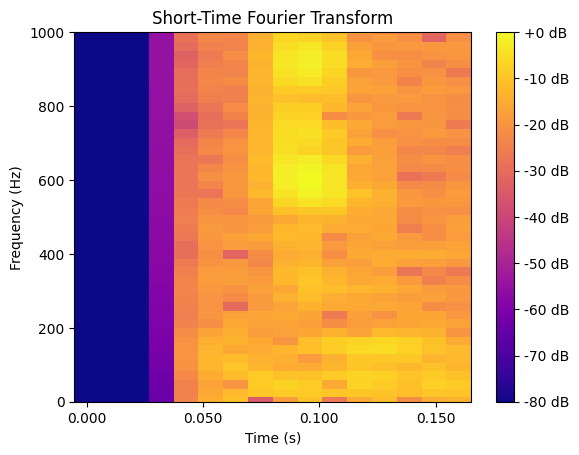 Short-Time Fourier Transform
1000
800
600
400
200
0
Frequency (Hz)
0.000
0.050
0.100
0.150
Time (s)
+0 dB
-10 dB
-20 dB
-30 dB
-40 dB
-50 dB
-60 dB
-70 dB
-80 dB